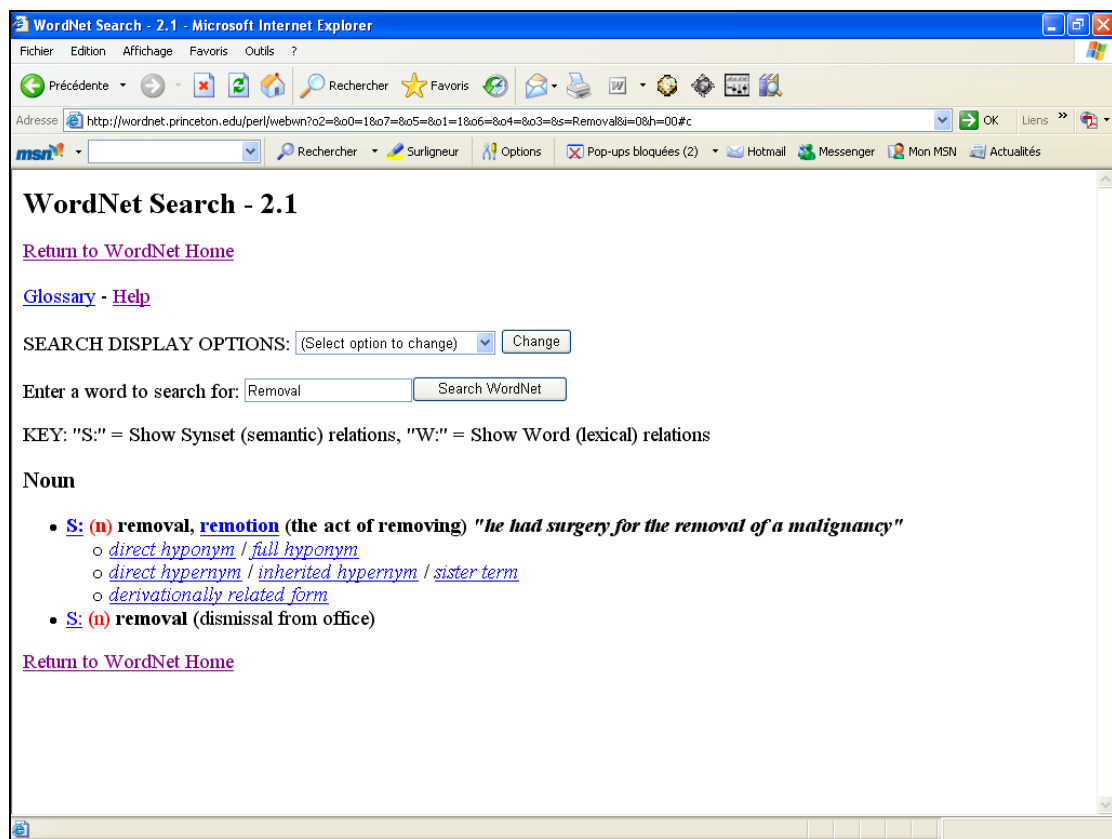 WordNet Search - 2.1 - Microsoft Internet Explorer
Fichier Edition Affichage Favoris Outils ?
Précédente Rechercher Favoris
Adresse http://wordnet.princeton.edu/perl/webwn?o2=&o0=1&o7=&o5=&o1=1&o6=&o4=&o3=&s=Removal&i=0&h=00#c OK Liens »
msn Rechercher Surligneur Options Pop-ups bloquées (2) Hotmail Messenger Mon MSN Actualités
WordNet Search - 2.1
Return to WordNet Home
Glossary - Help
SEARCH DISPLAY OPTIONS: (Select option to change) Change
Enter a word to search for: Removal Search WordNet
KEY: "S:" = Show Synset (semantic) relations, "W:" = Show Word (lexical) relations
Noun
• S: (n) removal, remotion (the act of removing) "he had surgery for the removal of a malignancy"
o direct hyponym / full hyponym
o direct hypernym / inherited hypernym / sister term
o derivationally related form
• S: (n) removal (dismissal from office)
Return to WordNet Home